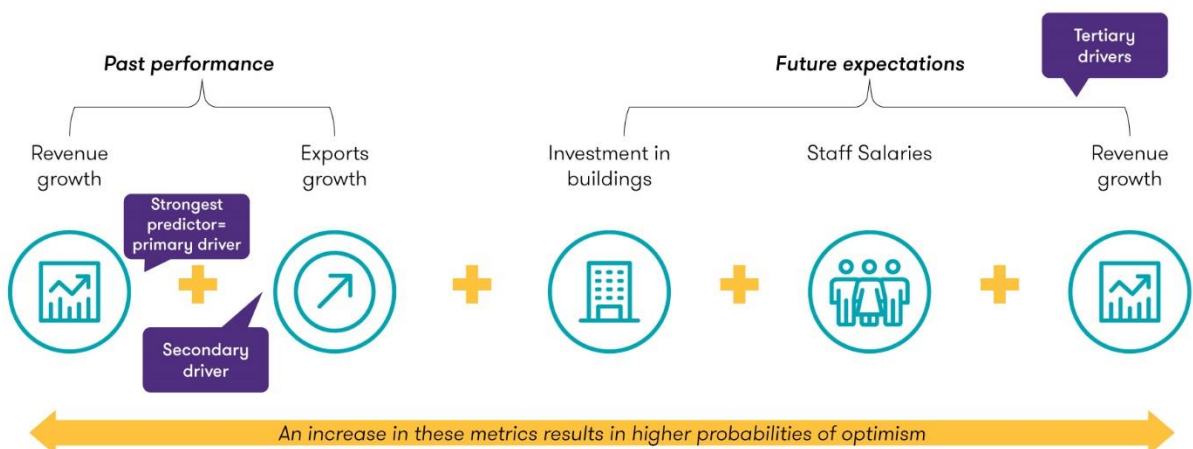 Past performance
Future expectations
Tertiary
drivers
Revenue
growth
Exports
growth
Investment in
buildings
Staff Salaries
Revenue
growth
Strongest
predictor=
primary driver
Secondary
driver
An increase in these metrics results in higher probabilities of optimism